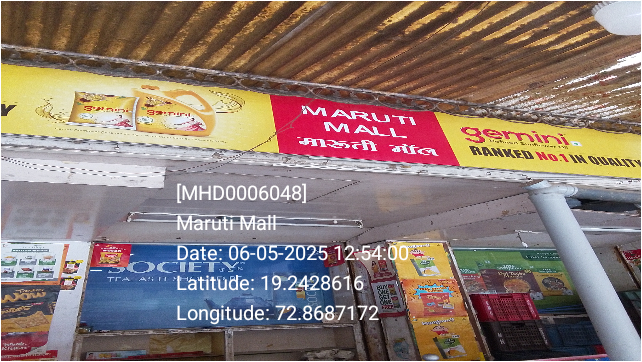 MARUTI
MALL
मारूती मॉल
gemini
RANKED No.1 IN QUALITY
जेमिनी
[MHD0006048]
Maruti Mall
Date: 06-05-2025 12:54:00
Latitude: 19.2428616
Longitude: 72.8687172
SOCIETY